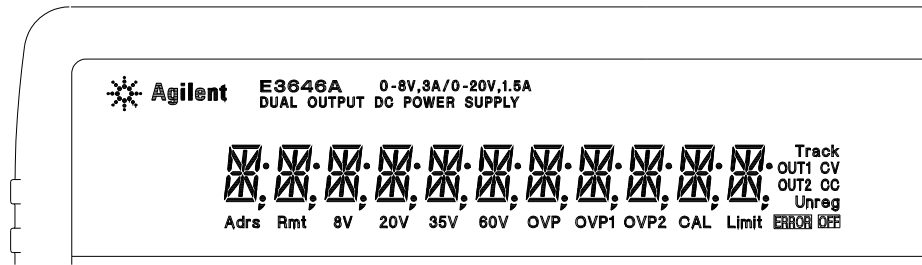 Agilent E3646A 0-8V,3A/0-20V,1.5A
DUAL OUTPUT DC POWER SUPPLY
Track
OUT1 CV
OUT2 CC
Unreg
Adrs Rmt 8V 20V 35V 60V OVP OVP1 OVP2 CAL Limit ERROR OFF